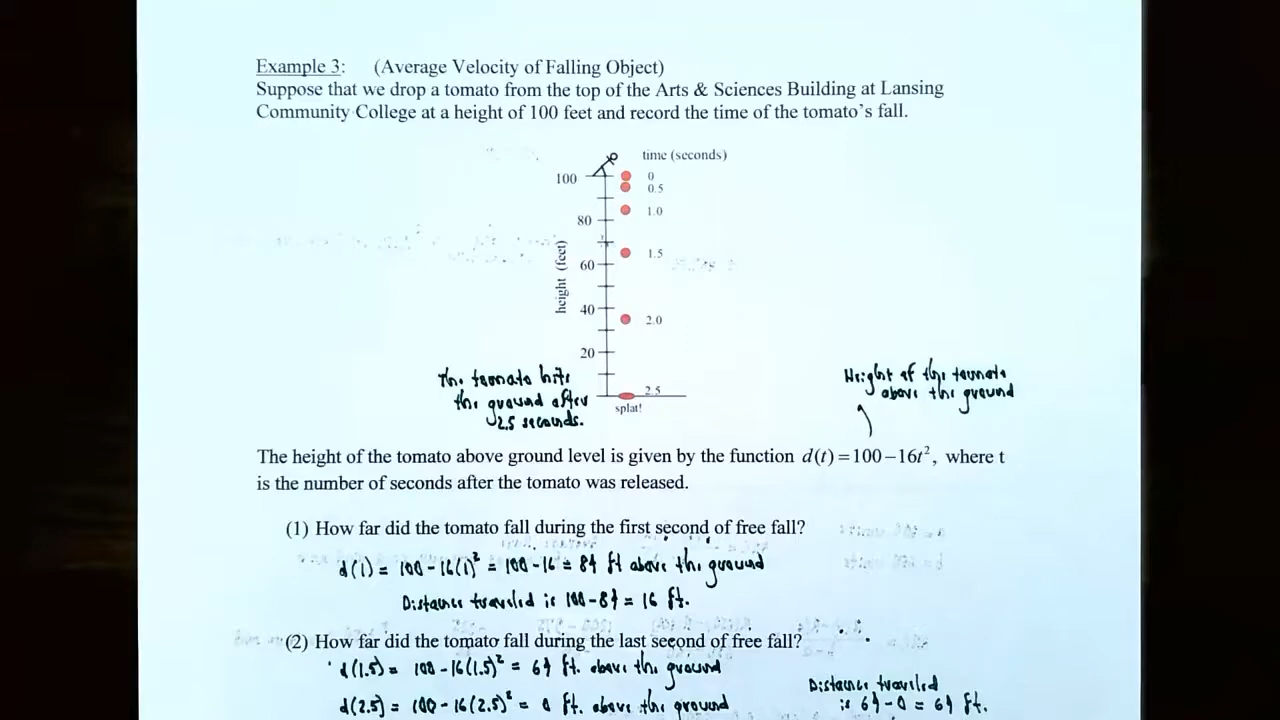 Example 3: (Average Velocity of Falling Object)
Suppose that we drop a tomato from the top of the Arts & Sciences Building at Lansing
Community College at a height of 100 feet and record the time of the tomato's fall.
time (seconds)
100
0
0.5
1.0
80
1.5
60
height (feet)
40
2.0
20
2.5
splat!
The tomato hits
the ground after
2.5 seconds.
Height of the tomato
above the ground
The height of the tomato above ground level is given by the function d(t)=100−16t², where t
is the number of seconds after the tomato was released.
(1) How far did the tomato fall during the first second of free fall?
d(1) = 100 - 16(1)² = 100 - 16 = 84 ft above the ground
Distance traveled is 100 - 84 = 16 ft.
(2) How far did the tomato fall during the last second of free fall?
d(1.5) = 100 - 16(1.5)² = 64 ft. above the ground
d(2.5) = 100 - 16(2.5)² = 0 ft. above the ground
Distance traveled
is 64 - 0 = 64 ft.